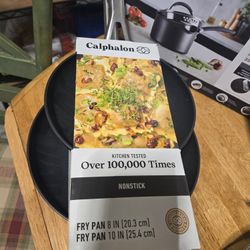 Calphalon
KITCHEN TESTED
Over 100,000 Times
NONSTICK
FRY PAN 8 IN (20.3 cm)
FRY PAN 10 IN (25.4 cm)